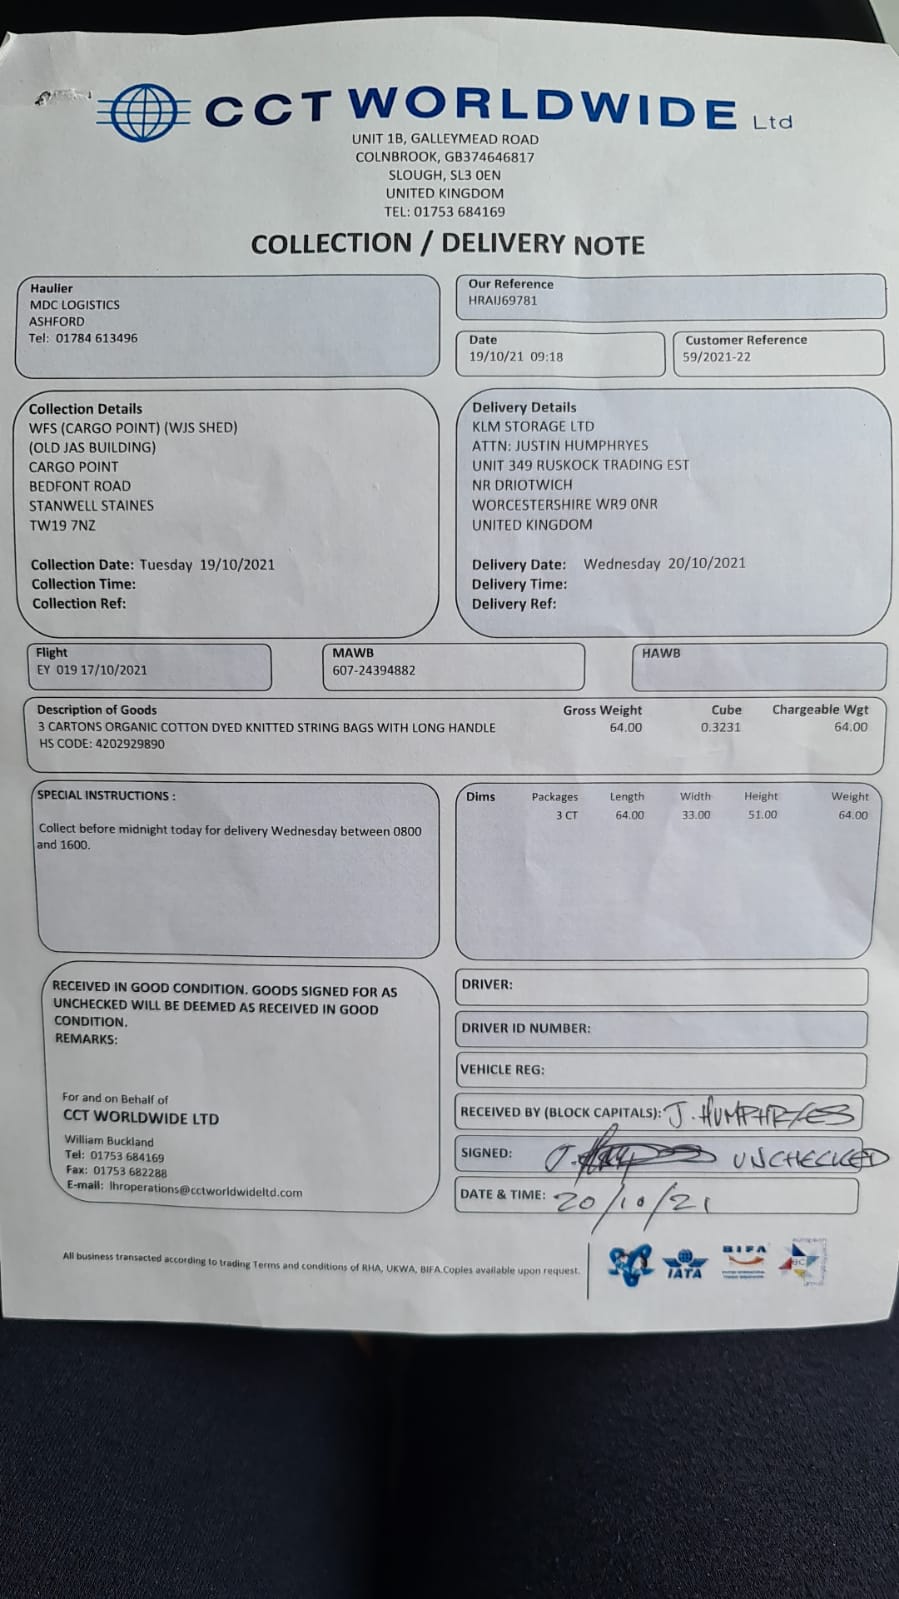 CCT WORLDWIDE Ltd
UNIT 1B, GALLEYMEAD ROAD
COLNBROOK, GB374646817
SLOUGH, SL3 0EN
UNITED KINGDOM
TEL: 01753 684169
COLLECTION / DELIVERY NOTE
Haulier
MDC LOGISTICS
ASHFORD
Tel: 01784 613496
Our Reference
HRAIJ69781
Date
19/10/21 09:18
Customer Reference
59/2021-22
Collection Details
WFS (CARGO POINT) (WJS SHED)
(OLD JAS BUILDING)
CARGO POINT
BEDFONT ROAD
STANWELL STAINES
TW19 7NZ
Collection Date: Tuesday 19/10/2021
Collection Time:
Collection Ref:
Delivery Details
KLM STORAGE LTD
ATTN: JUSTIN HUMPHRYES
UNIT 349 RUSKOCK TRADING EST
NR DRIOTWICH
WORCESTERSHIRE WR9 0NR
UNITED KINGDOM
Delivery Date: Wednesday 20/10/2021
Delivery Time:
Delivery Ref:
Flight
EY 019 17/10/2021
MAWB
607-24394882
HAWB
Description of Goods Gross Weight Cube Chargeable Wgt
3 CARTONS ORGANIC COTTON DYED KNITTED STRING BAGS WITH LONG HANDLE 64.00 0.3231 64.00
HS CODE: 4202929890
SPECIAL INSTRUCTIONS :
Collect before midnight today for delivery Wednesday between 0800
and 1600.
Dims Packages Length Width Height Weight
3 CT 64.00 33.00 51.00 64.00
RECEIVED IN GOOD CONDITION. GOODS SIGNED FOR AS
UNCHECKED WILL BE DEEMED AS RECEIVED IN GOOD
CONDITION.
REMARKS:
For and on Behalf of
CCT WORLDWIDE LTD
William Buckland
Tel: 01753 684169
Fax: 01753 682288
E-mail: lhroperations@cctworldwideltd.com
DRIVER:
DRIVER ID NUMBER:
VEHICLE REG:
RECEIVED BY (BLOCK CAPITALS): J. HUMPHRYES
SIGNED: UNCHECKED
DATE & TIME: 20/10/21
All business transacted according to trading Terms and conditions of RHA, UKWA, BIFA.Copies available upon request.
IATA
BIFA